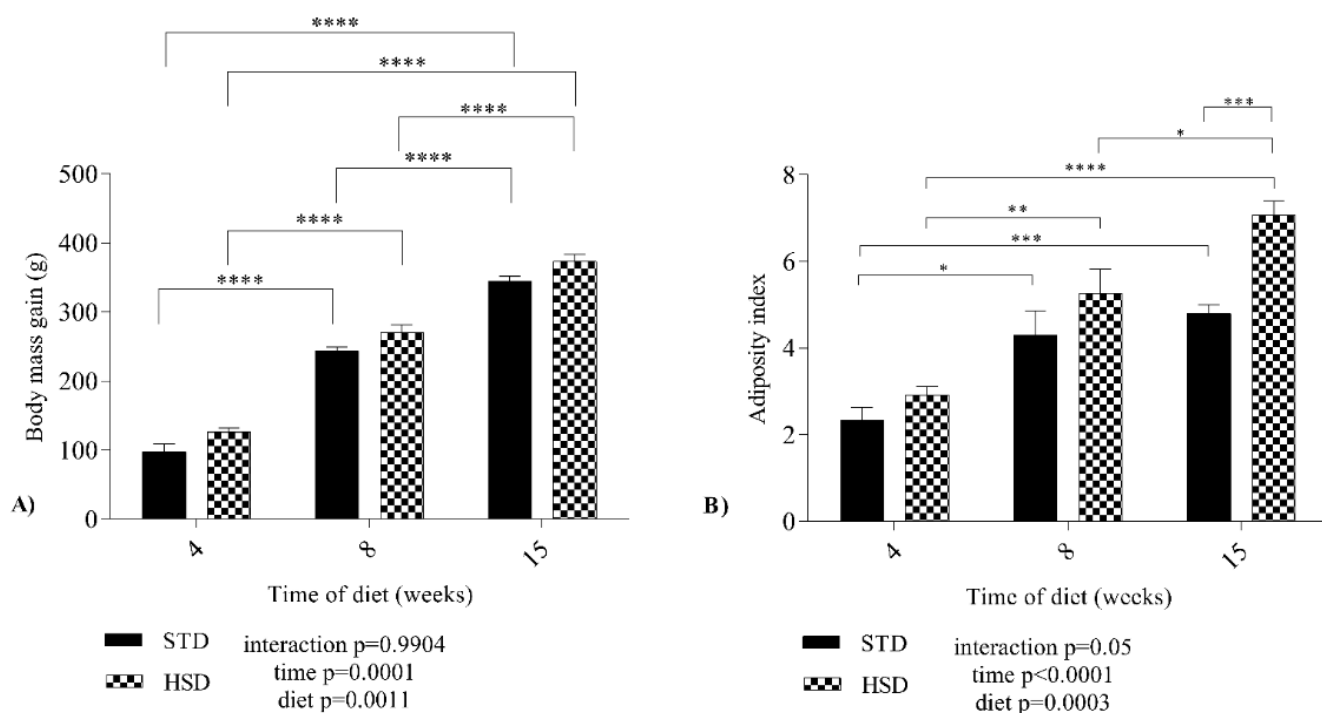 ****
****
****
****
****
****
500
400
300
200
100
0
Body mass gain (g)
A)
4
8
15
Time of diet (weeks)
STD
HSD
interaction p=0.9904
time p=0.0001
diet p=0.0011
***
*
****
**
***
*
8
6
4
2
0
Adiposity index
B)
4
8
15
Time of diet (weeks)
STD
HSD
interaction p=0.05
time p<0.0001
diet p=0.0003